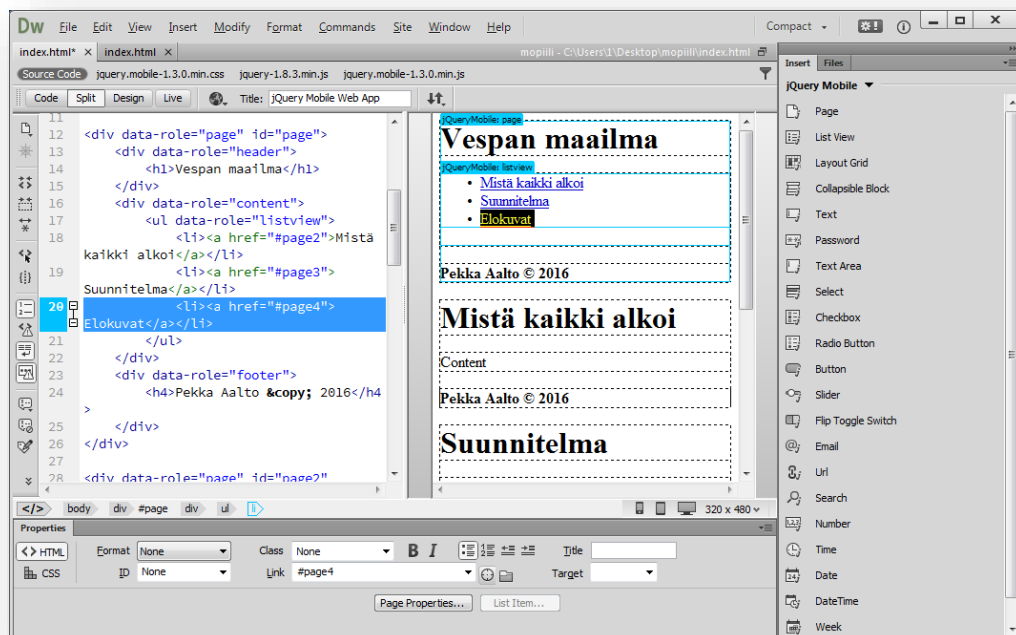 Dw File Edit View Insert Modify Format Commands Site Window Help Compact
index.html* × index.html × mopiili - C:\Users\1\Desktop\mopiili\index.html
Source Code jquery.mobile-1.3.0.min.css jquery-1.8.3.min.js jquery.mobile-1.3.0.min.js
Code Split Design Live Title: jQuery Mobile Web App
11
12 <div data-role="page" id="page">
13 <div data-role="header">
14 <h1>Vespan maailma</h1>
15 </div>
16 <div data-role="content">
17 <ul data-role="listview">
18 <li><a href="#page2">Mistä
kaikki alkoi</a></li>
19 <li><a href="#page3">
Suunnitelma</a></li>
20 <li><a href="#page4">
Elokuvat</a></li>
21 </ul>
22 </div>
23 <div data-role="footer">
24 <h4>Pekka Aalto &copy; 2016</h4
>
25 </div>
26 </div>
27
28 <div data-role="page" id="page2"
jQueryMobile: page
Vespan maailma
jQueryMobile: listview
• Mistä kaikki alkoi
• Suunnitelma
• Elokuvat
Pekka Aalto © 2016
Mistä kaikki alkoi
Content
Pekka Aalto © 2016
Suunnitelma
</> body div #page div ul li 320 x 480
Properties
<> HTML Format None Class None B I Title
CSS ID None Link #page4 Target
Page Properties... List Item...
Insert Files
jQuery Mobile
Page
List View
Layout Grid
Collapsible Block
Text
Password
Text Area
Select
Checkbox
Radio Button
Button
Slider
Flip Toggle Switch
Email
Url
Search
Number
Time
Date
DateTime
Week